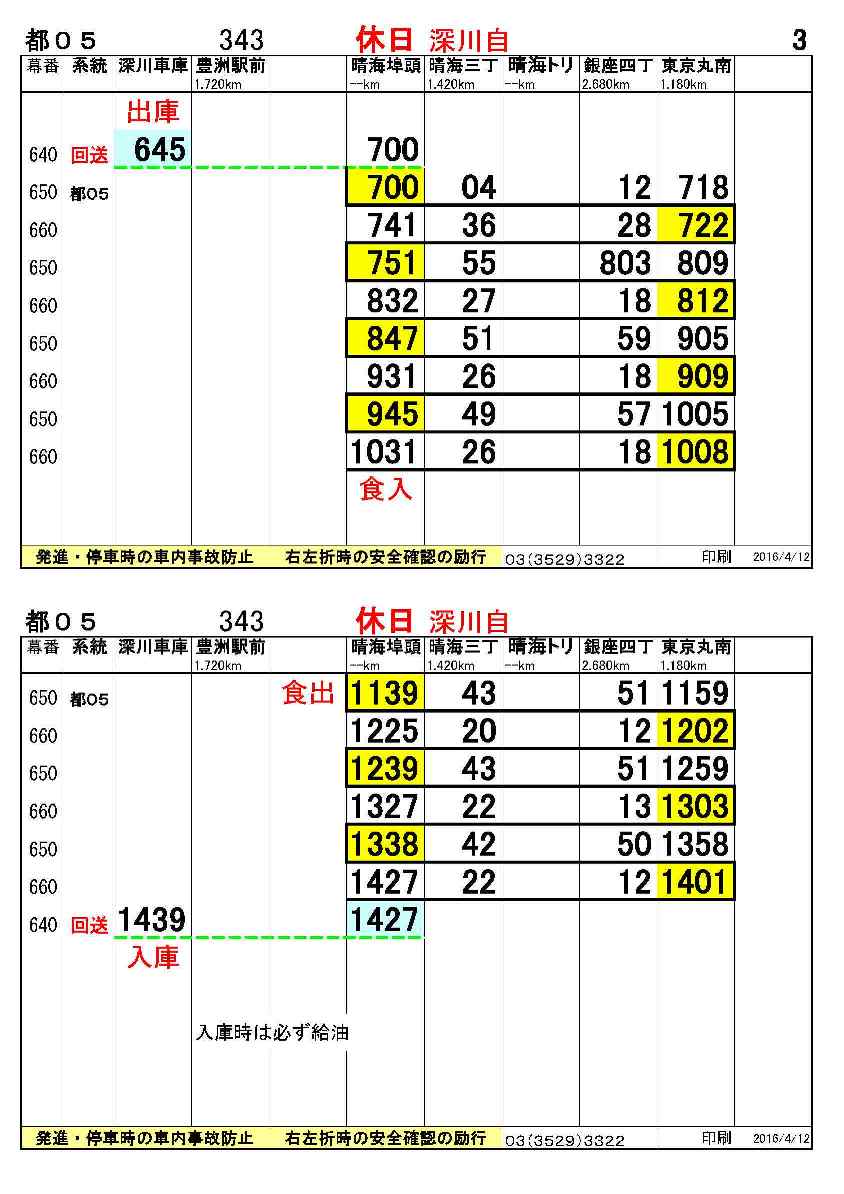 都０５ 343 休日 深川自 3
幕番 系統 深川車庫 豊洲駅前 晴海埠頭 晴海三丁 晴海トリ 銀座四丁 東京丸南
1.720km --km 1.420km --km 2.680km 1.180km
出庫
640 回送 645 700
650 都05 700 04 12 718
660 741 36 28 722
650 751 55 803 809
660 832 27 18 812
650 847 51 59 905
660 931 26 18 909
650 945 49 57 1005
660 1031 26 18 1008
食入
発進・停車時の車内事故防止 右左折時の安全確認の励行 03(3529)3322 印刷 2016/4/12
都０５ 343 休日 深川自
幕番 系統 深川車庫 豊洲駅前 晴海埠頭 晴海三丁 晴海トリ 銀座四丁 東京丸南
1.720km --km 1.420km --km 2.680km 1.180km
650 都05 食出 1139 43 51 1159
660 1225 20 12 1202
650 1239 43 51 1259
660 1327 22 13 1303
650 1338 42 50 1358
660 1427 22 12 1401
640 回送 1439 1427
入庫
入庫時は必ず給油
発進・停車時の車内事故防止 右左折時の安全確認の励行 03(3529)3322 印刷 2016/4/12